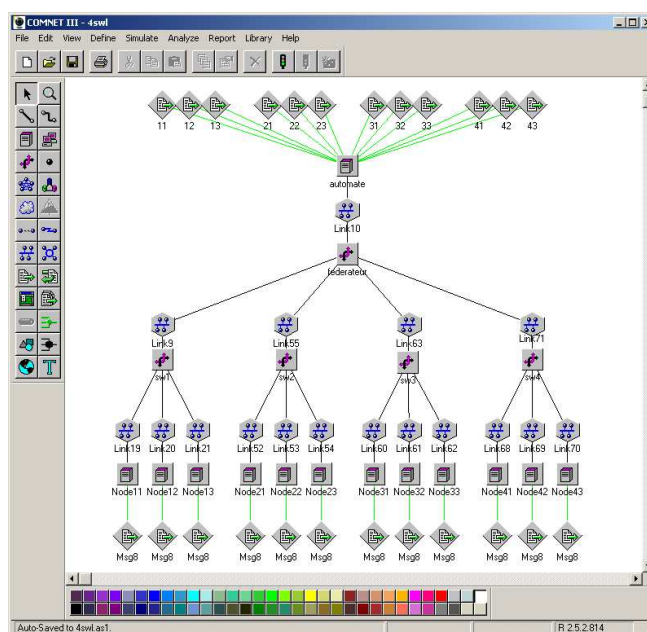 COMNET III - 4swl
File Edit View Define Simulate Analyze Report Library Help
11 12 13 21 22 23 31 32 33 41 42 43
automate
Link10
federateur
Link9 Link55 Link63 Link71
sw1 sw2 sw3 sw4
Link19 Link20 Link21 Link52 Link53 Link54 Link60 Link61 Link62 Link68 Link69 Link70
Node11 Node12 Node13 Node21 Node22 Node23 Node31 Node32 Node33 Node41 Node42 Node43
Msg8 Msg8 Msg8 Msg8 Msg8 Msg8 Msg8 Msg8 Msg8 Msg8 Msg8 Msg8
Auto-Saved to 4swl.as1. R 2.5.2.814